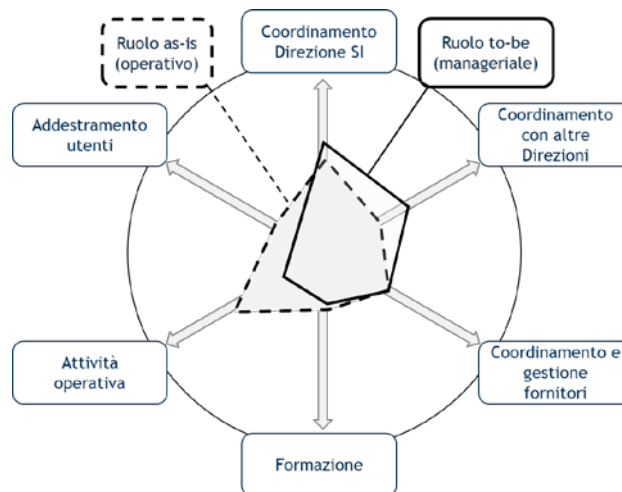 Ruolo as-is
(operativo)
Coordinamento
Direzione SI
Ruolo to-be
(manageriale)
Addestramento
utenti
Coordinamento
con altre
Direzioni
Attività
operativa
Coordinamento e
gestione
fornitori
Formazione